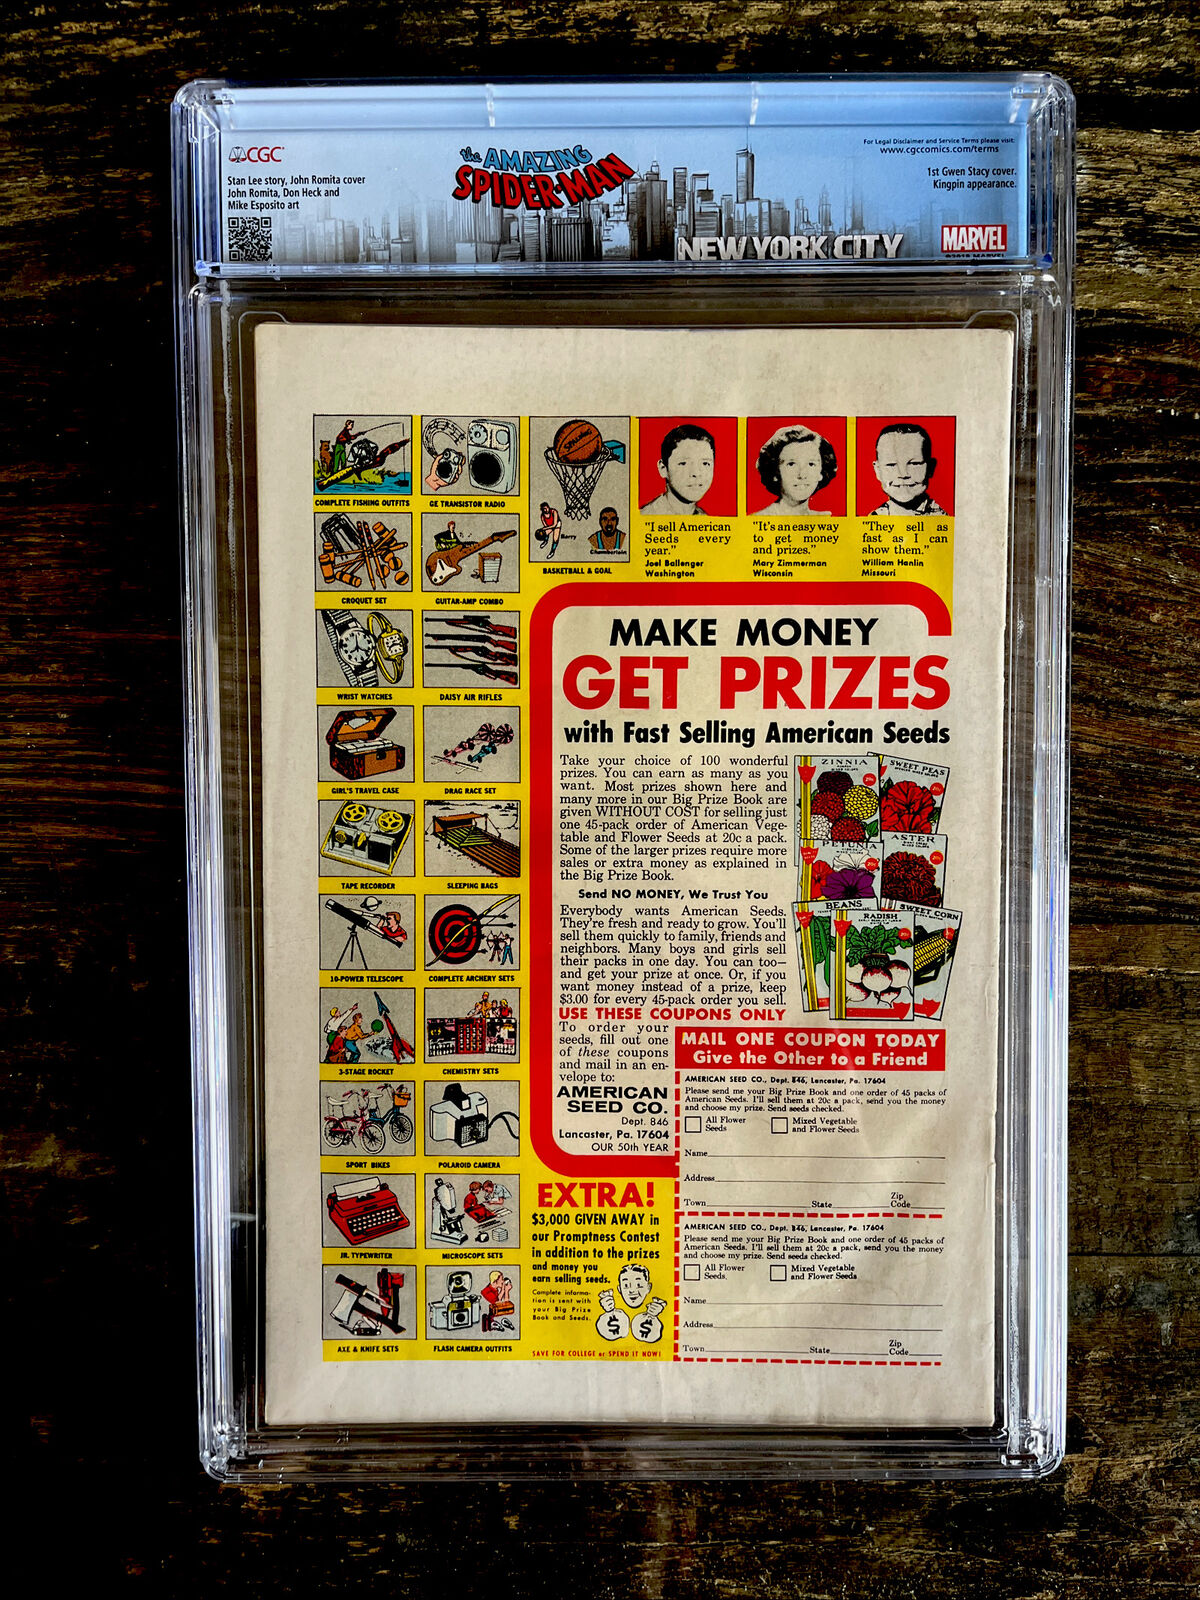 CGC
Stan Lee story, John Romita cover
John Romita, Don Heck and
Mike Esposito art
the AMAZING
SPIDER-MAN
NEW YORK CITY
For Legal Disclaimer and Service Terms please visit:
www.cgccomics.com/terms
1st Gwen Stacy cover.
Kingpin appearance.
MARVEL
©2018 MARVEL
COMPLETE FISHING OUTFITS
GE TRANSISTOR RADIO
Barry
Chamberlain
BASKETBALL & GOAL
CROQUET SET
GUITAR-AMP COMBO
WRIST WATCHES
DAISY AIR RIFLES
GIRL'S TRAVEL CASE
DRAG RACE SET
TAPE RECORDER
SLEEPING BAGS
10-POWER TELESCOPE
COMPLETE ARCHERY SETS
3-STAGE ROCKET
CHEMISTRY SETS
SPORT BIKES
POLAROID CAMERA
JR. TYPEWRITER
MICROSCOPE SETS
AXE & KNIFE SETS
FLASH CAMERA OUTFITS
"I sell American
Seeds every
year."
Joel Ballenger
Washington
"It's an easy way
to get money
and prizes."
Mary Zimmerman
Wisconsin
"They sell as
fast as I can
show them."
William Hanlin
Missouri
MAKE MONEY
GET PRIZES
with Fast Selling American Seeds
Take your choice of 100 wonderful
prizes. You can earn as many as you
want. Most prizes shown here and
many more in our Big Prize Book are
given WITHOUT COST for selling just
one 45-pack order of American Vege-
table and Flower Seeds at 20c a pack.
Some of the larger prizes require more
sales or extra money as explained in
the Big Prize Book.
Send NO MONEY, We Trust You
Everybody wants American Seeds.
They're fresh and ready to grow. You'll
sell them quickly to family, friends and
neighbors. Many boys and girls sell
their packs in one day. You can too—
and get your prize at once. Or, if you
want money instead of a prize, keep
$3.00 for every 45-pack order you sell.
USE THESE COUPONS ONLY
To order your
seeds, fill out one
of these coupons
and mail in an en-
velope to:
AMERICAN
SEED CO.
Dept. 846
Lancaster, Pa. 17604
OUR 50th YEAR
ZINNIA
SWEET PEAS
PETUNIA
ASTER
BEANS
RADISH
SWEET CORN
MAIL ONE COUPON TODAY
Give the Other to a Friend
AMERICAN SEED CO., Dept. 846, Lancaster, Pa. 17604
Please send me your Big Prize Book and one order of 45 packs of
American Seeds. I'll sell them at 20c a pack, send you the money
and choose my prize. Send seeds checked.
All Flower
Seeds
Mixed Vegetable
and Flower Seeds
Name
Address
Town State Zip Code
AMERICAN SEED CO., Dept. 846, Lancaster, Pa. 17604
Please send me your Big Prize Book and one order of 45 packs of
American Seeds. I'll sell them at 20c a pack, send you the money
and choose my prize. Send seeds checked.
All Flower
Seeds.
Mixed Vegetable
and Flower Seeds
Name
Address
Town State Zip Code
EXTRA!
$3,000 GIVEN AWAY in
our Promptness Contest
in addition to the prizes
and money you
earn selling seeds.
Complete informa-
tion is sent with
your Big Prize
Book and Seeds.
$ $
SAVE FOR COLLEGE or SPEND IT NOW!